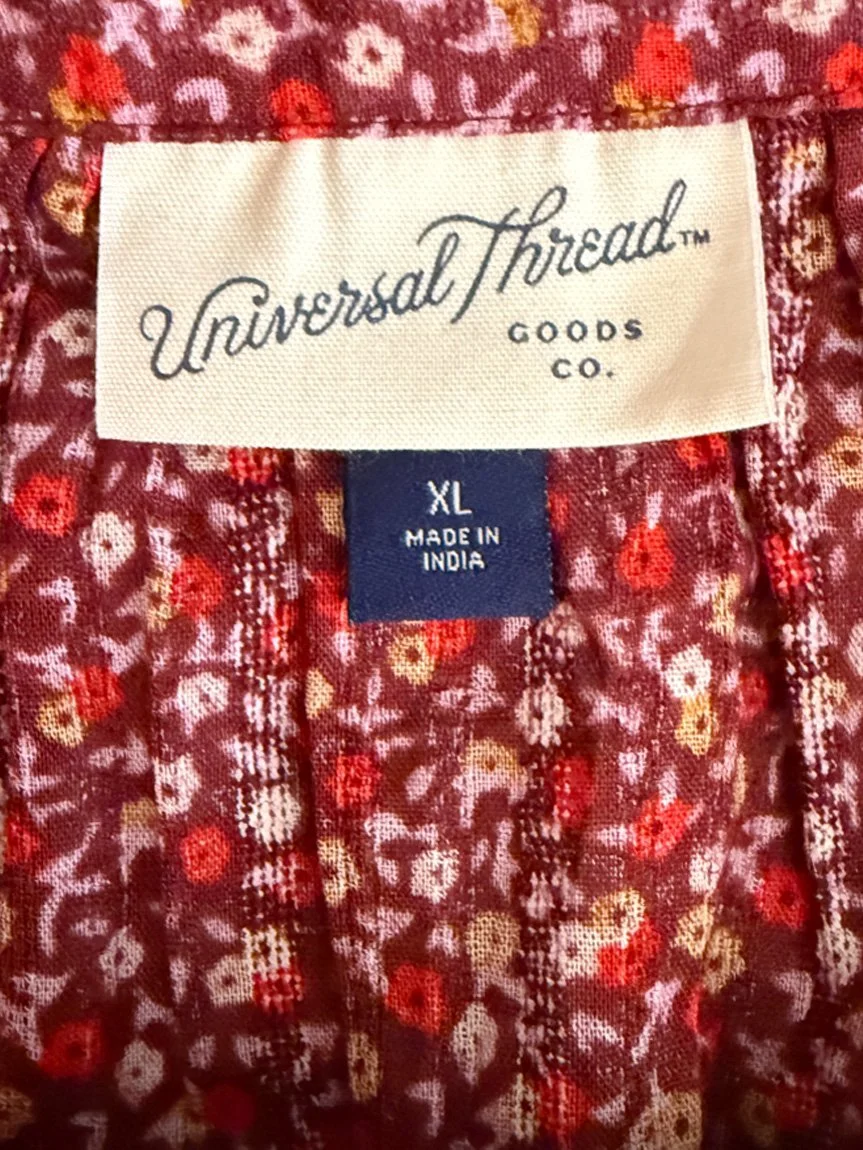 Universal Thread™
GOODS
CO.
XL
MADE IN
INDIA